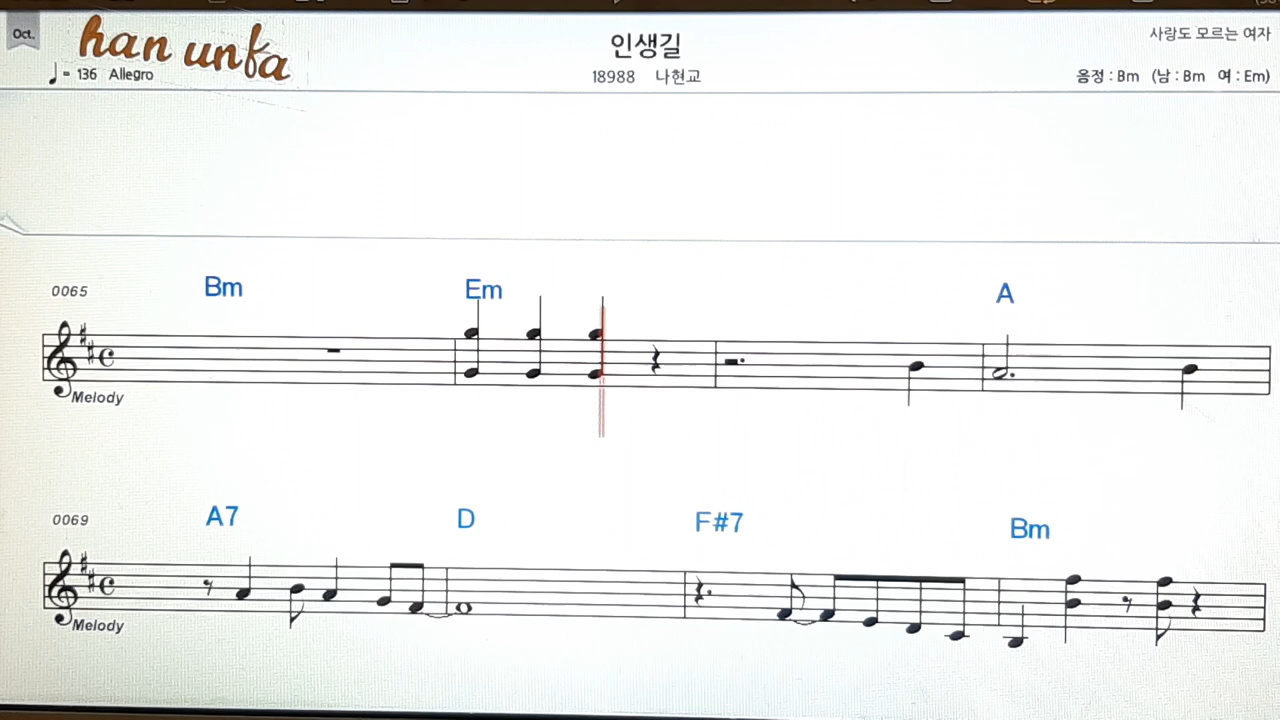 Oct.
han unfa
인생길
사랑도 모르는 여자
♩= 136 Allegro
18988 나현교
음정 : Bm (남 : Bm 여 : Em)
0065 Bm Em A
Melody
0069 A7 D F#7 Bm
Melody